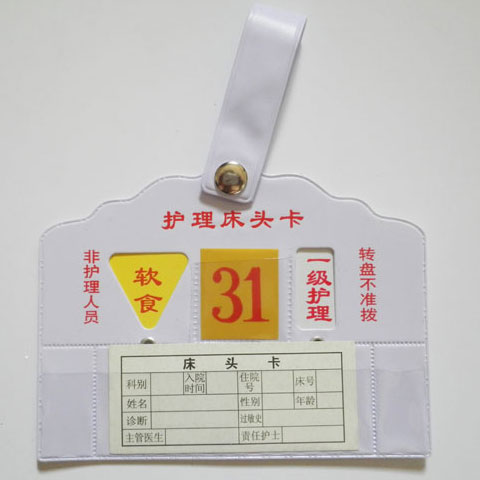 护理床头卡
非护理人员
软食
31
一级护理
转盘不准拨
床头卡
科别 入院时间 住院号 床号
姓名 性别 年龄
诊断 过敏史
主管医生 责任护士